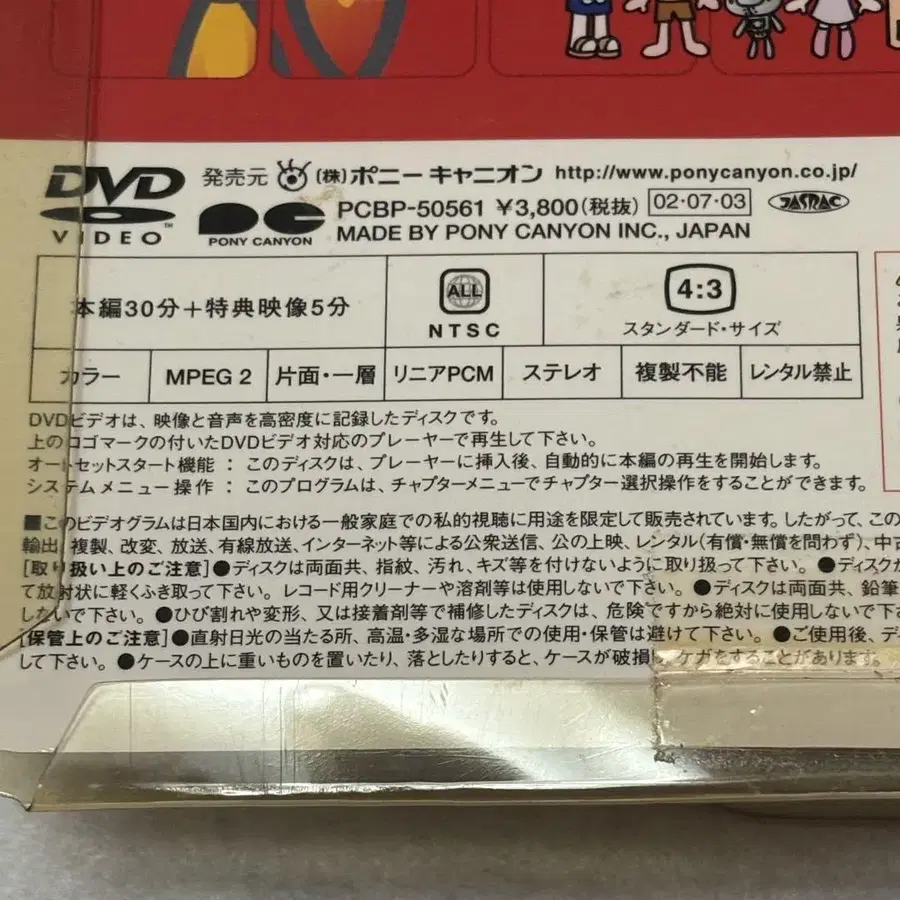 DVD VIDEO
発売元 (株)ポニーキャニオン http://www.ponycanyon.co.jp/
PONY CANYON
PCBP-50561 ¥3,800(税抜) 02・07・03
JASRAC
MADE BY PONY CANYON INC., JAPAN
本編30分+特典映像5分
ALL
NTSC
4:3
スタンダード・サイズ
カラー
MPEG 2
片面・一層
リニアPCM
ステレオ
複製不能
レンタル禁止
DVDビデオは、映像と音声を高密度に記録したディスクです。
上のロゴマークの付いたDVDビデオ対応のプレーヤーで再生して下さい。
オートセットスタート機能 : このディスクは、プレーヤーに挿入後、自動的に本編の再生を開始します。
システムメニュー操作 : このプログラムは、チャプターメニューでチャプター選択操作をすることができます。
■このビデオグラムは日本国内における一般家庭での私的視聴に用途を限定して販売されています。したがって、この
輸出、複製、改変、放送、有線放送、インターネット等による公衆送信、公の上映、レンタル(有償・無償を問わず)、中古
[取り扱い上のご注意]●ディスクは両面共、指紋、汚れ、キズ等を付けないように取り扱って下さい。 ●ディスクが
て放射状に軽くふき取って下さい。レコード用クリーナーや溶剤等は使用しないで下さい。 ●ディスクは両面共、鉛筆
しないで下さい。 ●ひび割れや変形、又は接着剤等で補修したディスクは、危険ですから絶対に使用しないで下さ
[保管上のご注意]●直射日光の当たる所、高温・多湿な場所での使用・保管は避けて下さい。 ●ご使用後、デ
して下さい。 ●ケースの上に重いものを置いたり、落としたりすると、ケースが破損し、ケガをすることがあります。